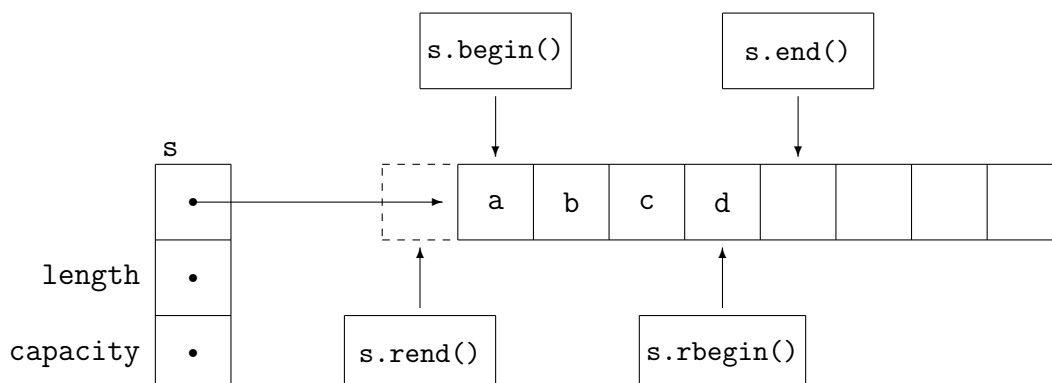 s.begin() s.end()
s
a b c d
length
capacity s.rend() s.rbegin()